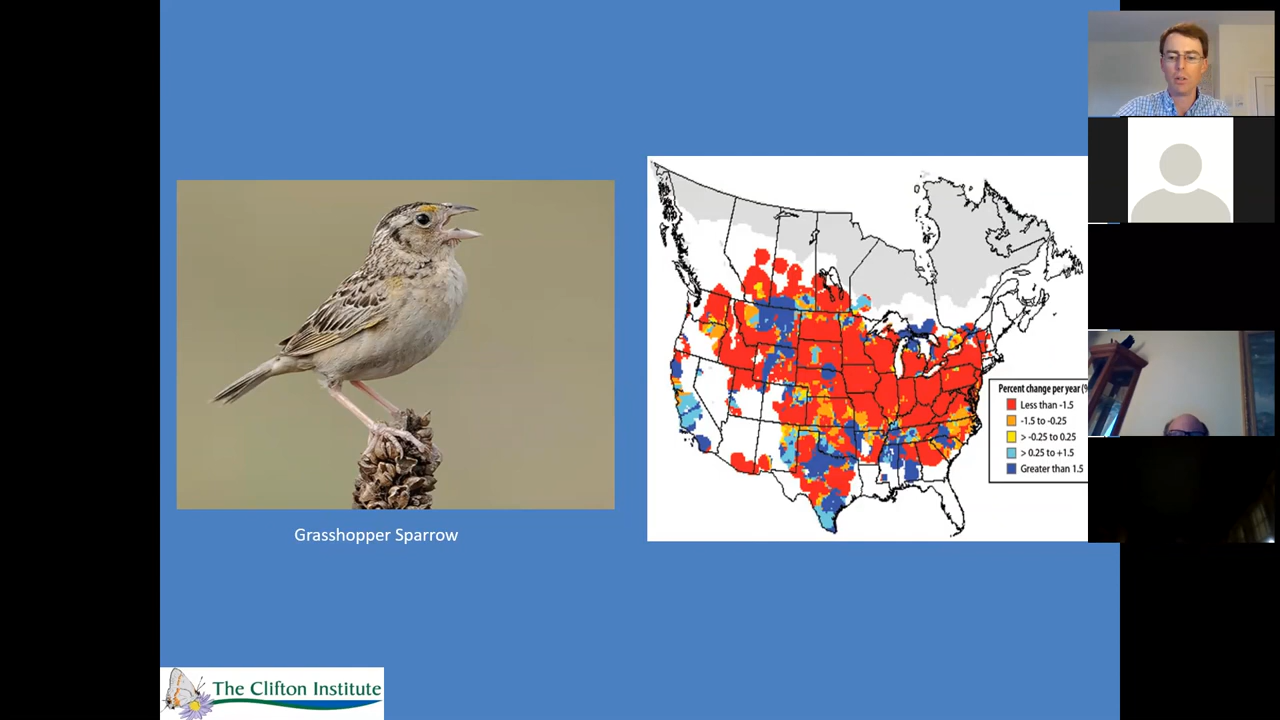 Grasshopper Sparrow
Percent change per year (%
Less than -1.5
-1.5 to -0.25
> -0.25 to 0.25
> 0.25 to +1.5
Greater than 1.5
The Clifton Institute